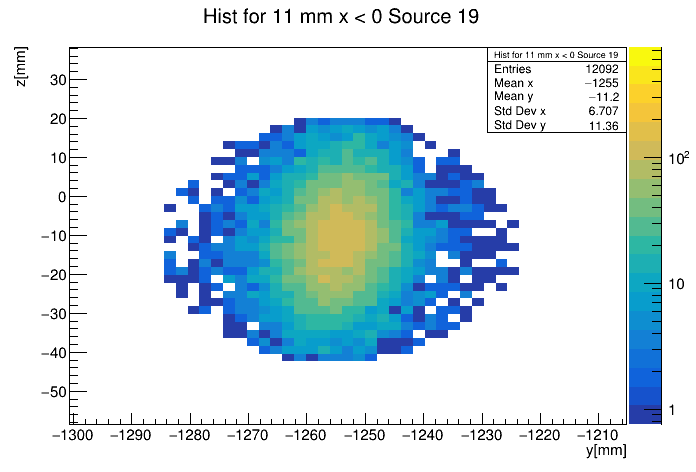 Hist for 11 mm x < 0 Source 19
z[mm]
Hist for 11 mm x < 0 Source 19
Entries 12092
Mean x −1255
Mean y −11.2
Std Dev x 6.707
Std Dev y 11.36
30
20
10
0
−10
−20
−30
−40
−50
10²
10
1
−1300 −1290 −1280 −1270 −1260 −1250 −1240 −1230 −1220 −1210
y[mm]